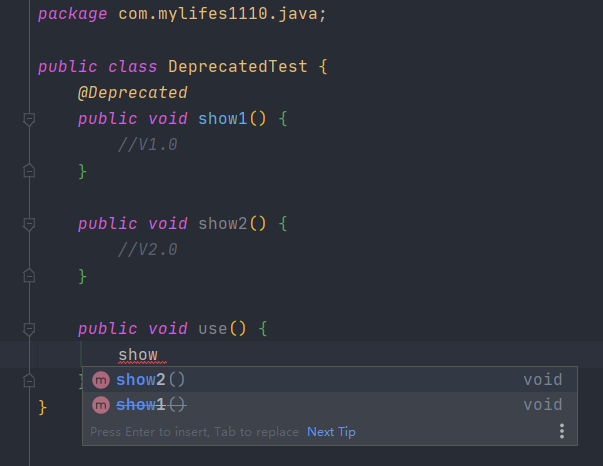 package com.mylifes1110.java;
public class DeprecatedTest {
@Deprecated
public void show1() {
//V1.0
}
public void show2() {
//V2.0
}
public void use() {
show
}
m show2() void
m show1() void
}
Press Enter to insert, Tab to replace Next Tip